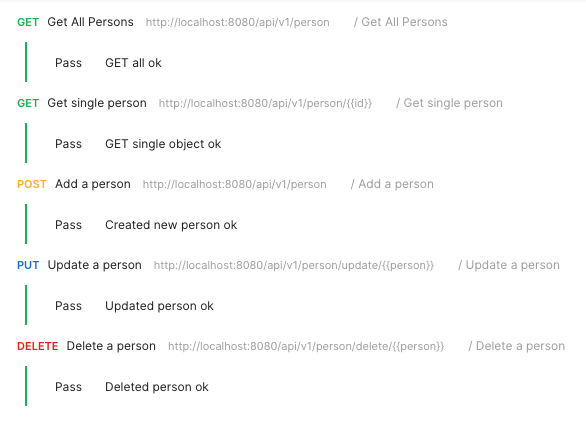 GET Get All Persons http://localhost:8080/api/v1/person / Get All Persons
Pass GET all ok
GET Get single person http://localhost:8080/api/v1/person/{{id}} / Get single person
Pass GET single object ok
POST Add a person http://localhost:8080/api/v1/person / Add a person
Pass Created new person ok
PUT Update a person http://localhost:8080/api/v1/person/update/{{person}} / Update a person
Pass Updated person ok
DELETE Delete a person http://localhost:8080/api/v1/person/delete/{{person}} / Delete a person
Pass Deleted person ok